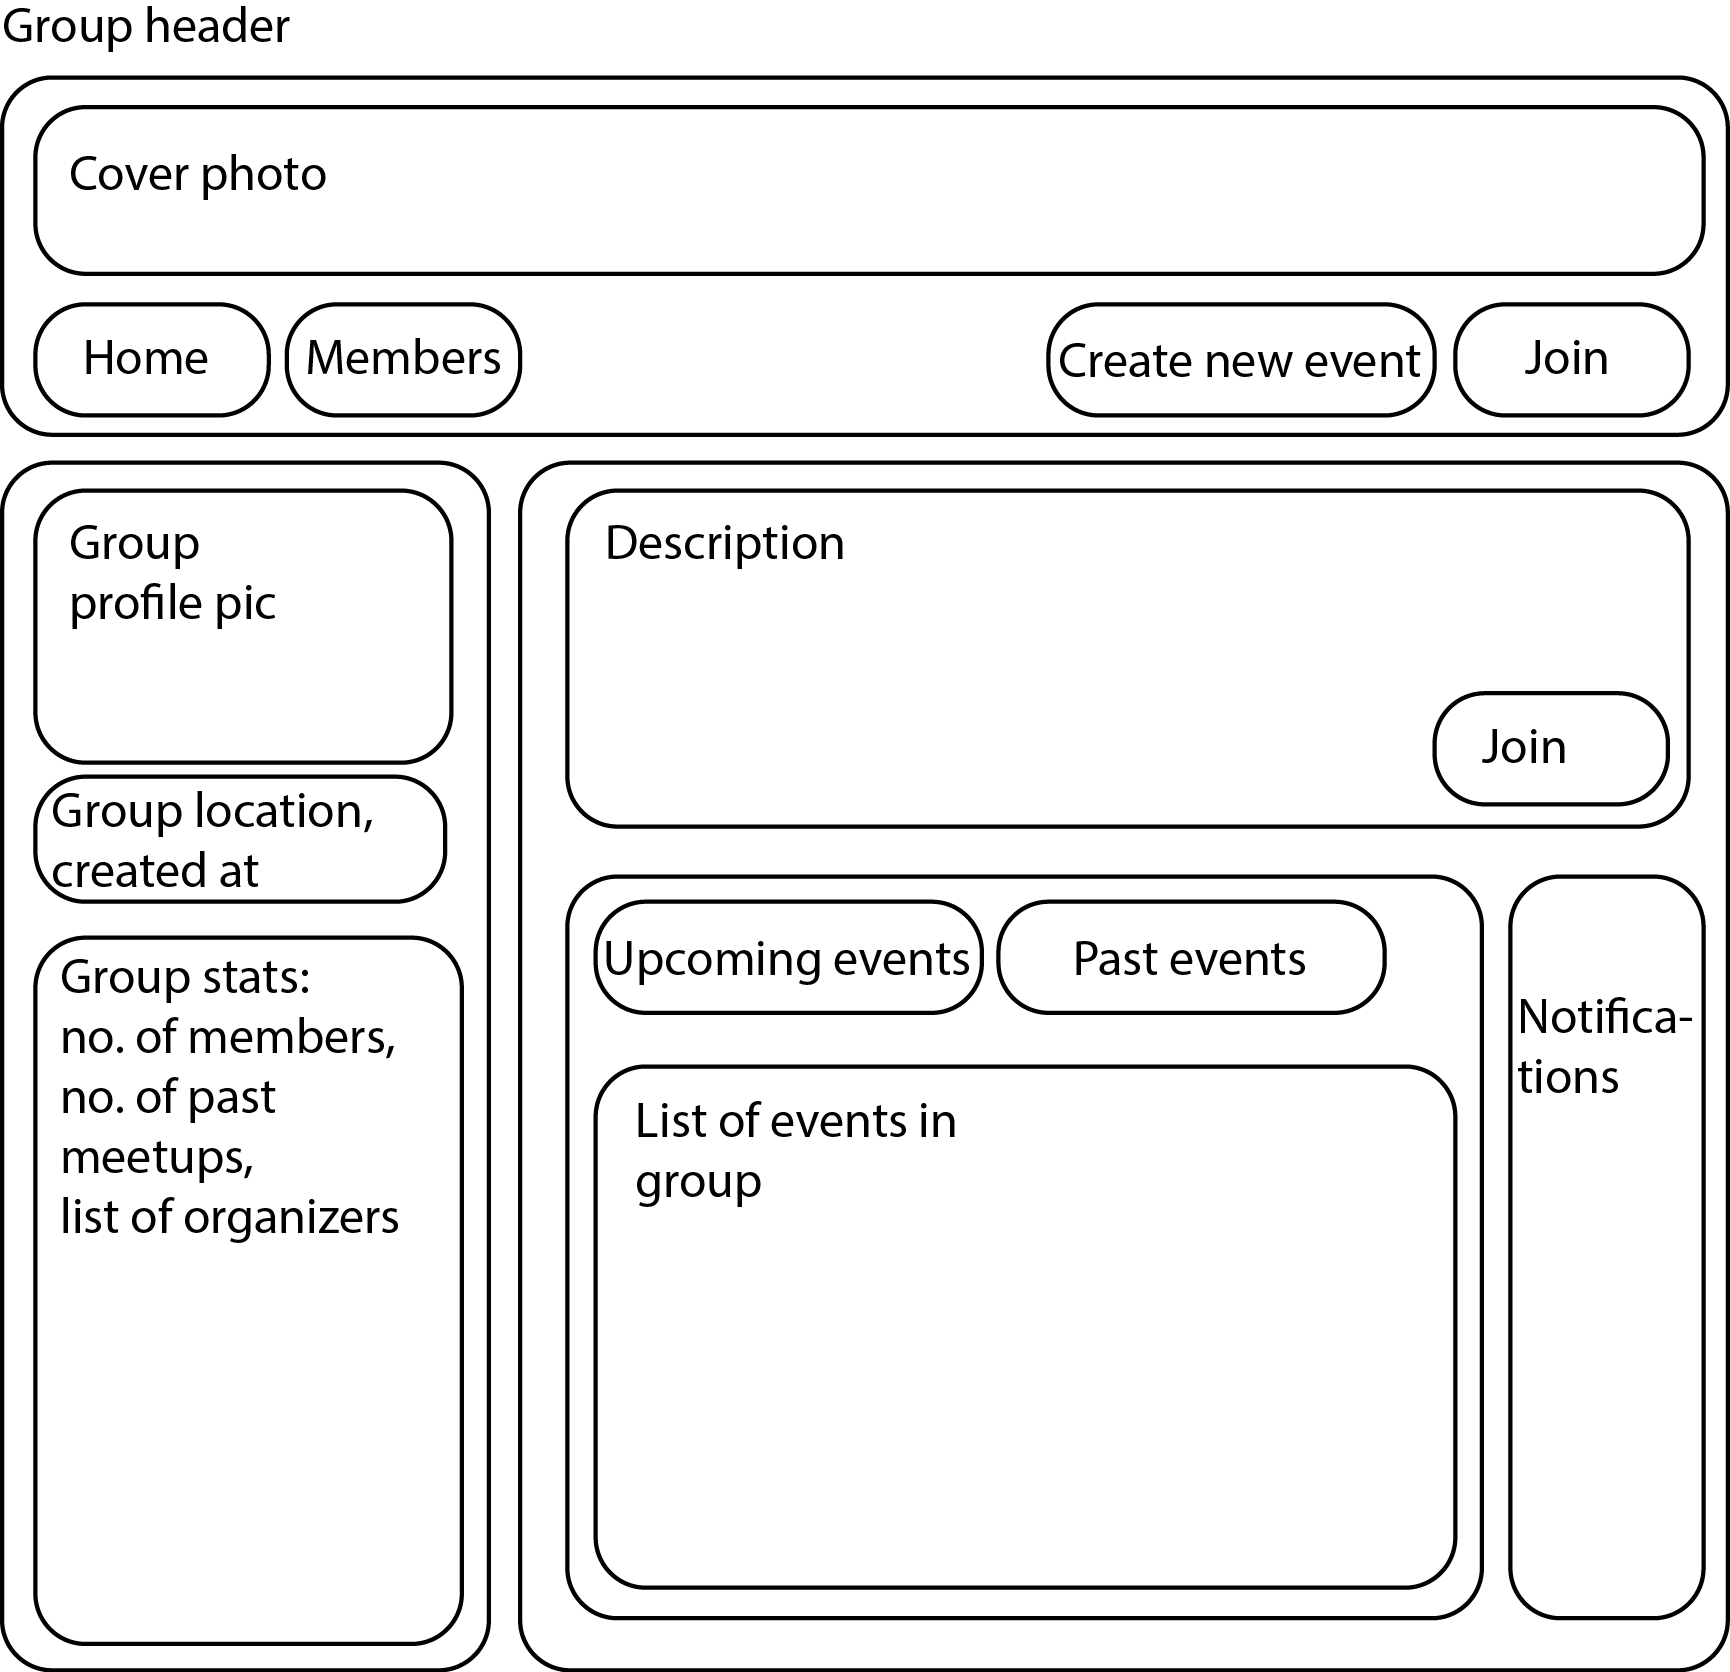 Group header
Cover photo
Home
Members
Create new event
Join
Group
profile pic
Group location,
created at
Group stats:
no. of members,
no. of past
meetups,
list of organizers
Description
Join
Upcoming events
Past events
List of events in
group
Notifica-
tions